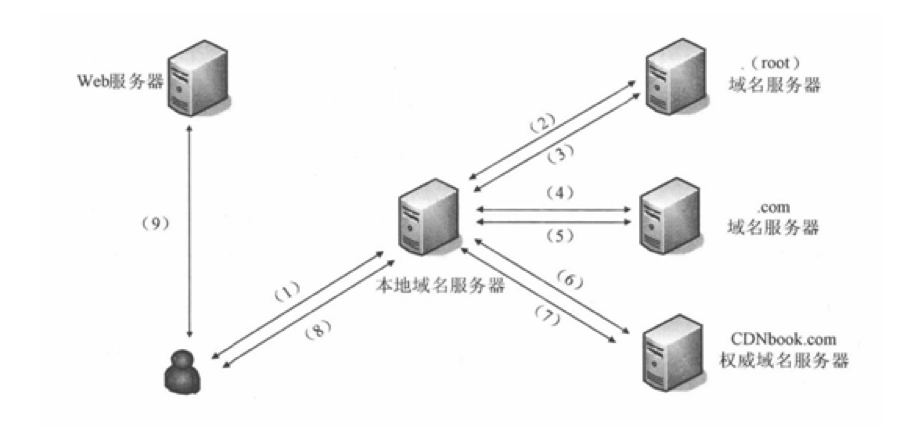 Web服务器
.（root）
域名服务器
（2）
（3）
（4）
（5）
.com
域名服务器
（9）
本地域名服务器
（1）
（8）
（6）
（7）
CDNbook.com
权威域名服务器